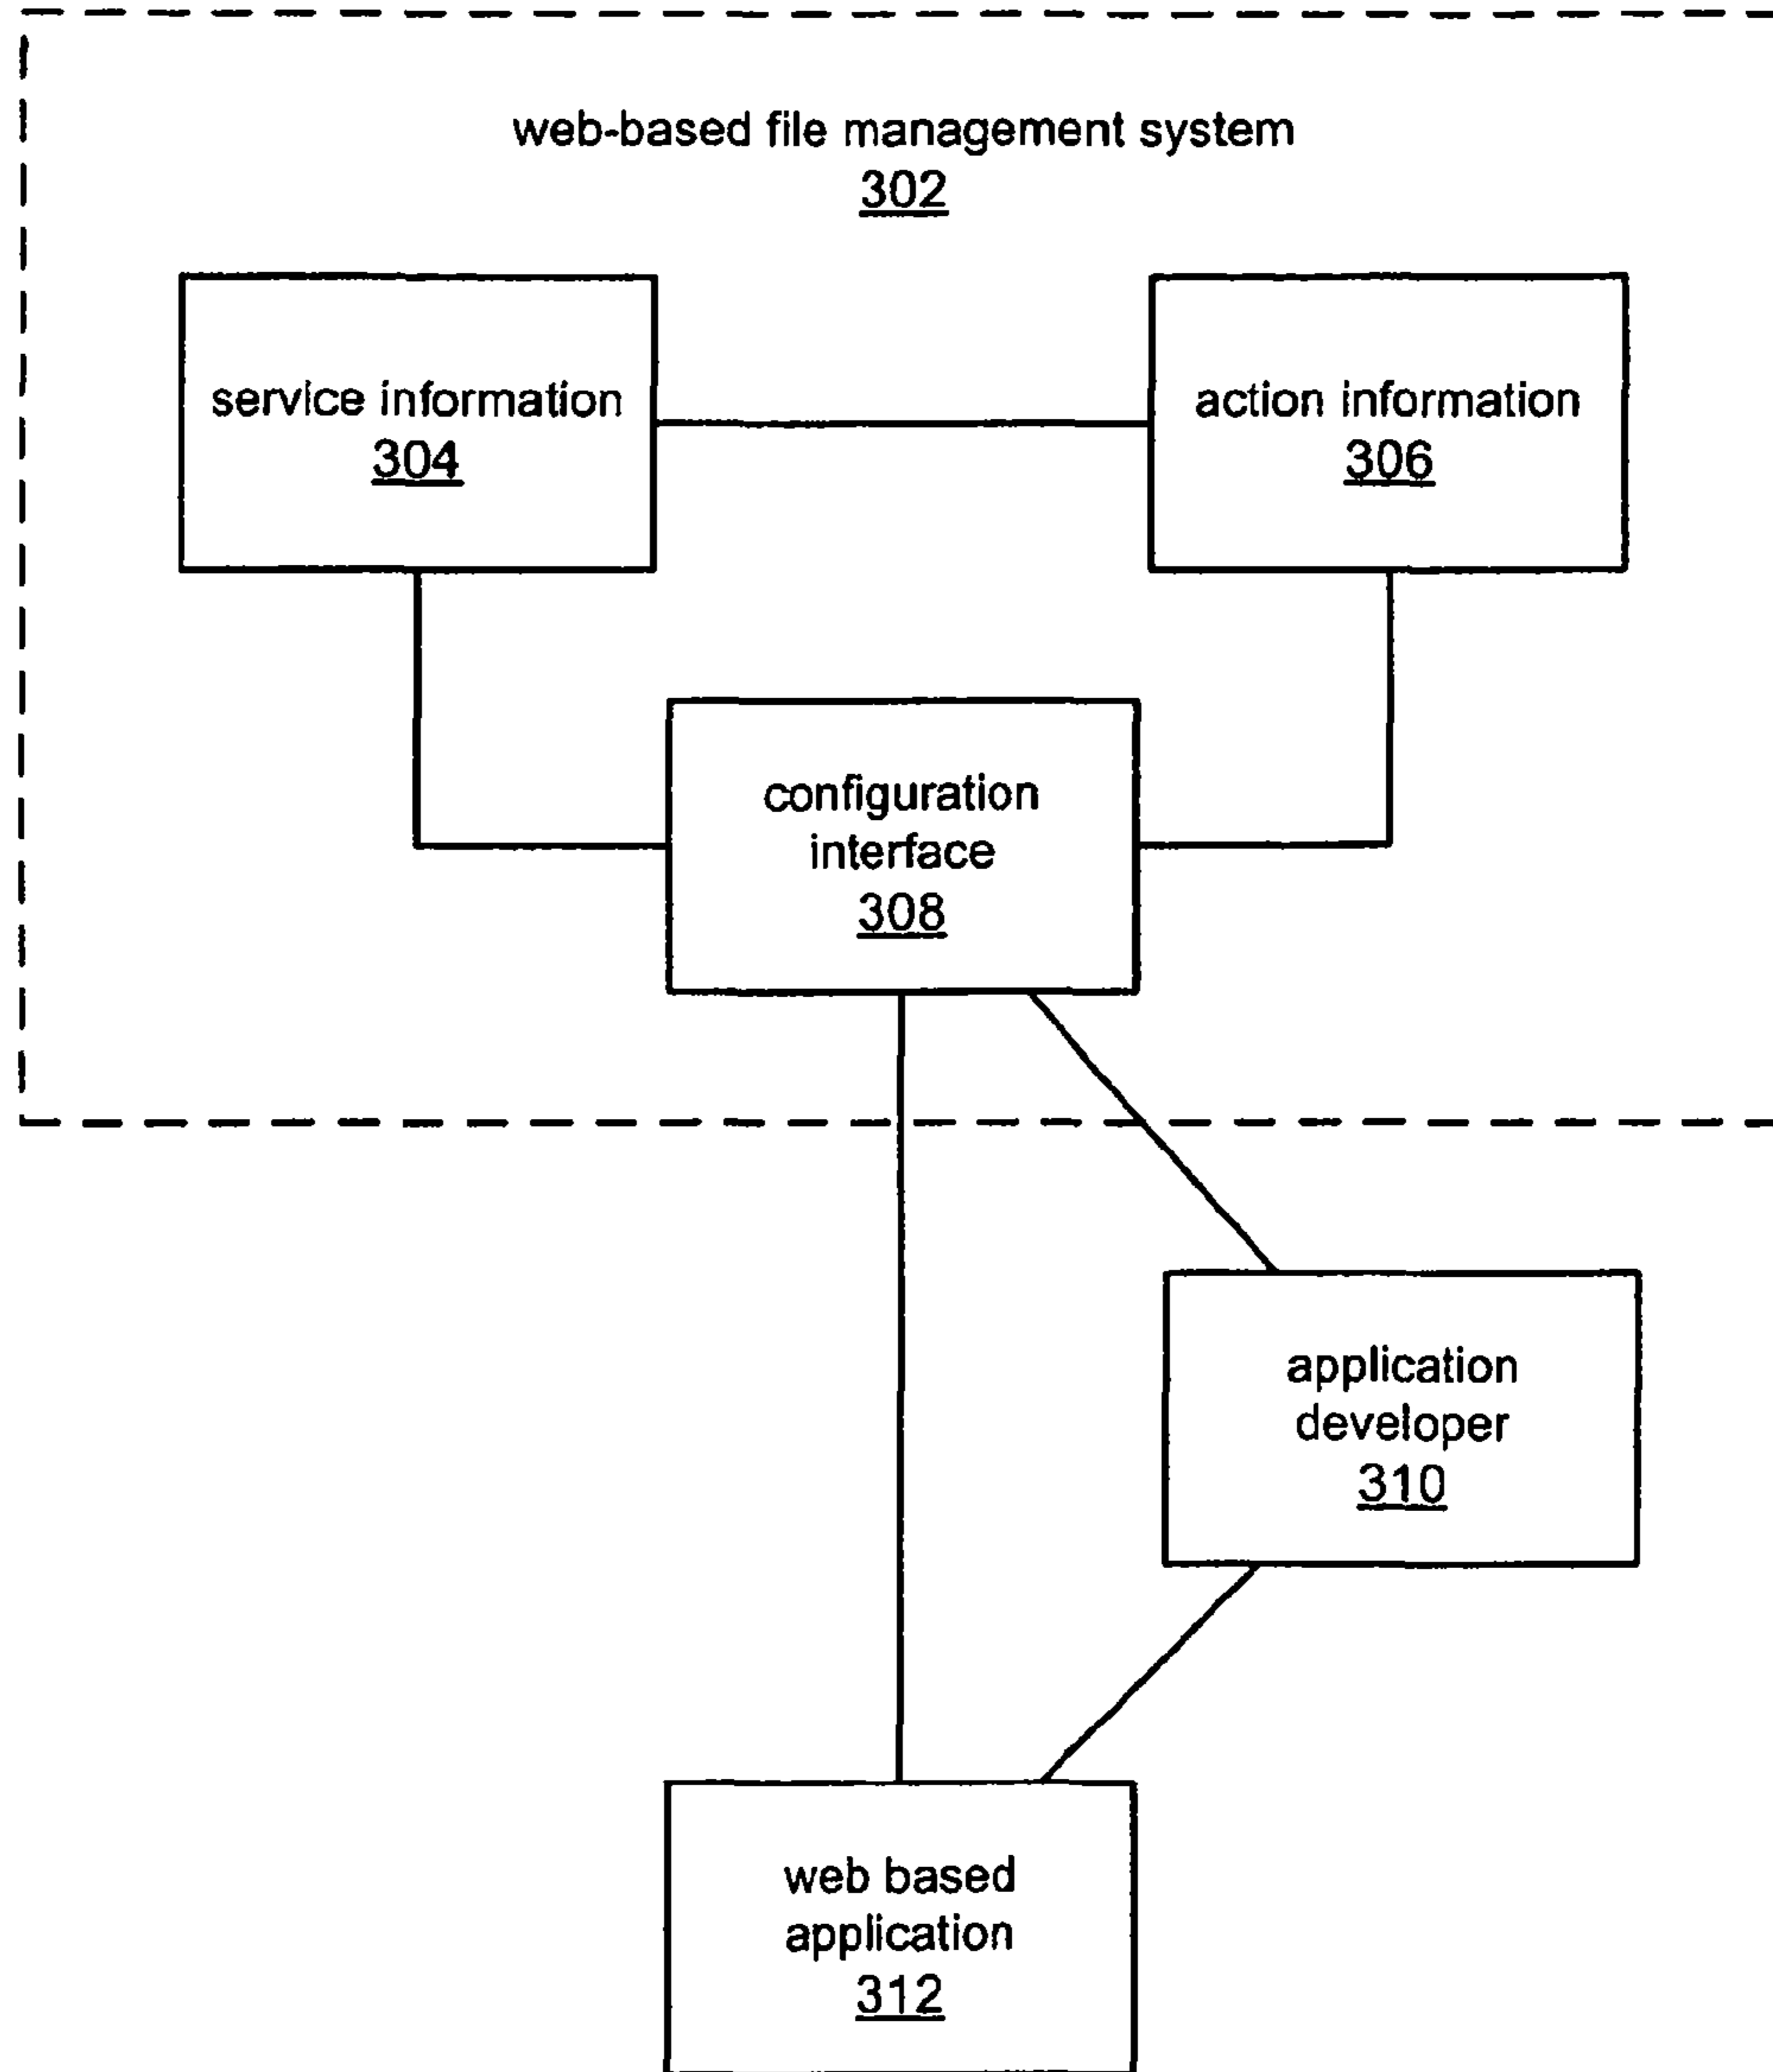 web-based file management system
302
service information
304
action information
306
configuration
interface
308
application
developer
310
web based
application
312